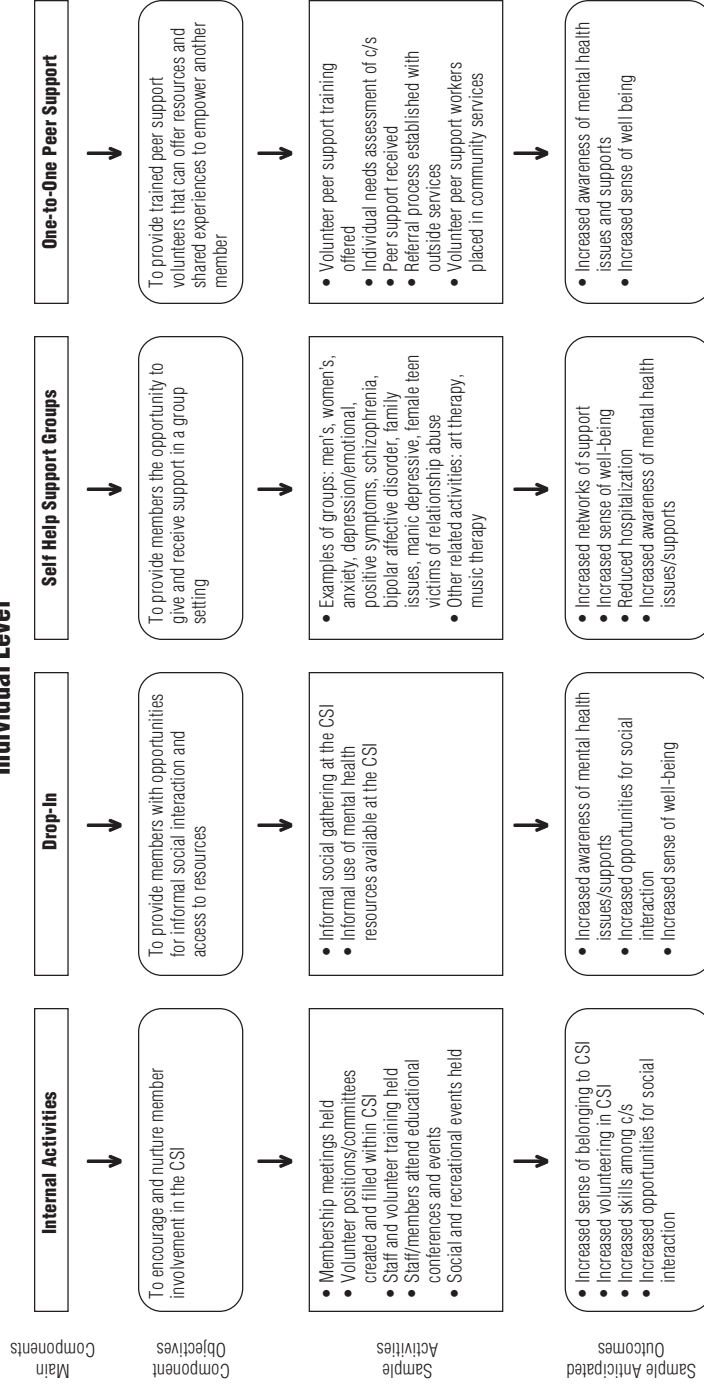 Individual Level
Main
Components
Internal Activities
Drop-In
Self Help Support Groups
One-to-One Peer Support
Component
Objectives
To encourage and nurture member
involvement in the CSI
To provide members with opportunities
for informal social interaction and
access to resources
To provide members the opportunity to
give and receive support in a group
setting
To provide trained peer support
volunteers that can offer resources and
shared experiences to empower another
member
Sample
Activities
• Membership meetings held
• Volunteer positions/committees
created and filled within CSI
• Staff and volunteer training held
• Staff/members attend educational
conferences and events
• Social and recreational events held
• Informal social gathering at the CSI
• Informal use of mental health
resources available at the CSI
• Examples of groups: men's, women's,
anxiety, depression/emotional,
positive symptoms, schizophrenia,
bipolar affective disorder, family
issues, manic depressive, female teen
victims of relationship abuse
• Other related activities: art therapy,
music therapy
• Volunteer peer support training
offered
• Individual needs assessment of c/s
• Peer support received
• Referral process established with
outside services
• Volunteer peer support workers
placed in community services
Sample Anticipated
Outcomes
• Increased sense of belonging to CSI
• Increased volunteering in CSI
• Increased skills among c/s
• Increased opportunities for social
interaction
• Increased awareness of mental health
issues/supports
• Increased opportunities for social
interaction
• Increased sense of well-being
• Increased networks of support
• Increased sense of well-being
• Reduced hospitalization
• Increased awareness of mental health
issues/supports
• Increased awareness of mental health
issues and supports
• Increased sense of well being